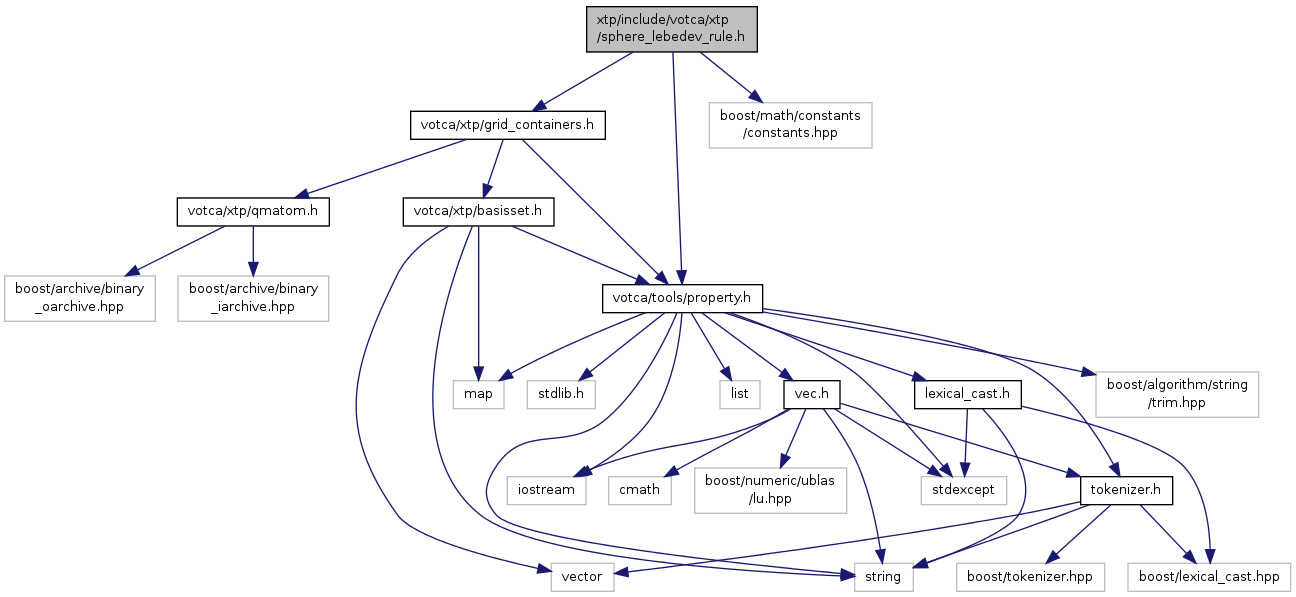 xtp/include/votca/xtp
/sphere_lebedev_rule.h
votca/xtp/grid_containers.h
boost/math/constants
/constants.hpp
votca/xtp/qmatom.h
votca/xtp/basisset.h
boost/archive/binary
_oarchive.hpp
boost/archive/binary
_iarchive.hpp
votca/tools/property.h
map
stdlib.h
list
vec.h
lexical_cast.h
boost/algorithm/string
/trim.hpp
iostream
cmath
boost/numeric/ublas
/lu.hpp
stdexcept
tokenizer.h
vector
string
boost/tokenizer.hpp
boost/lexical_cast.hpp